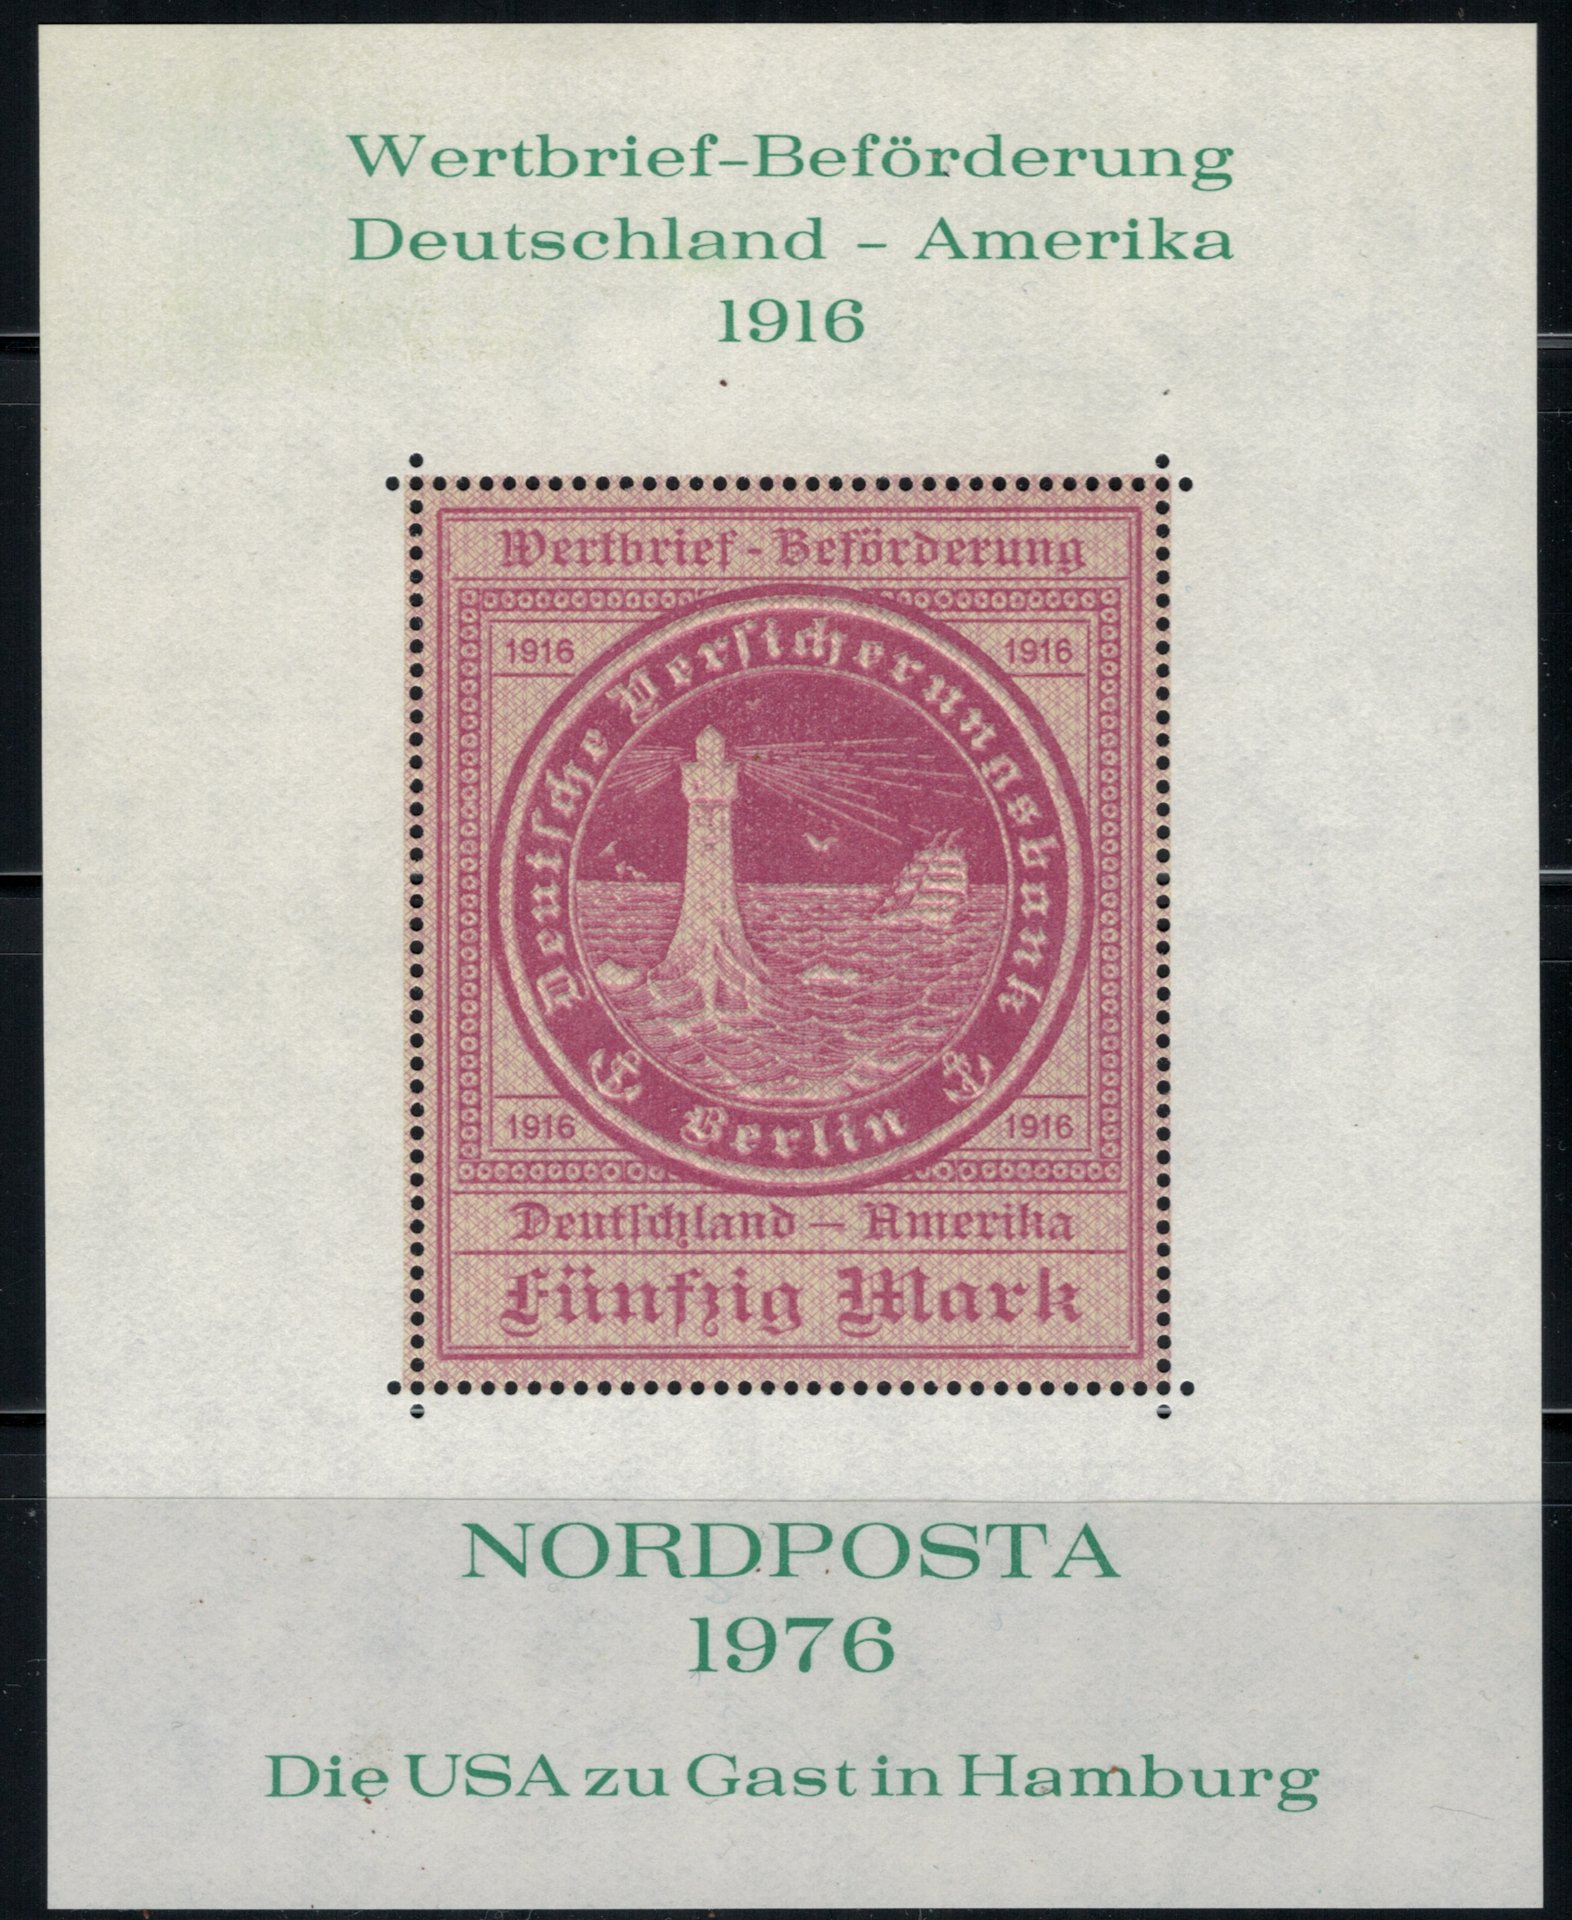 Wertbrief-Beförderung
Deutschland - Amerika
1916
Wertbrief - Beförderung
1916 1916
Deutsche Versicherungsbank
Berlin
1916 1916
Deutschland — Amerika
Fünfzig Mark
NORDPOSTA
1976
Die USA zu Gast in Hamburg